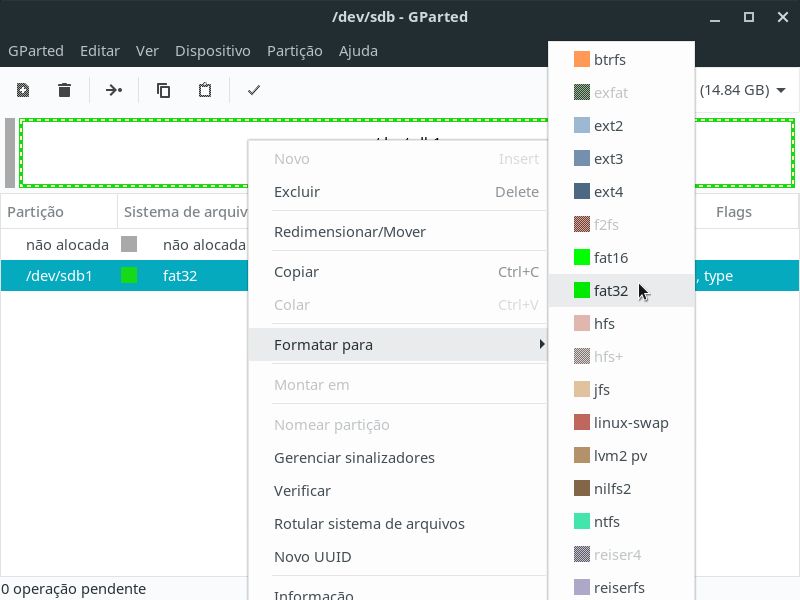 /dev/sdb - GParted
GParted Editar Ver Dispositivo Partição Ajuda
(14.84 GB)
Partição Sistema de arquiv Flags
não alocada não alocada
/dev/sdb1 fat32 , type
Novo Insert
Excluir Delete
Redimensionar/Mover
Copiar Ctrl+C
Colar Ctrl+V
Formatar para
Montar em
Nomear partição
Gerenciar sinalizadores
Verificar
Rotular sistema de arquivos
Novo UUID
Informação
btrfs
exfat
ext2
ext3
ext4
f2fs
fat16
fat32
hfs
hfs+
jfs
linux-swap
lvm2 pv
nilfs2
ntfs
reiser4
reiserfs
0 operação pendente